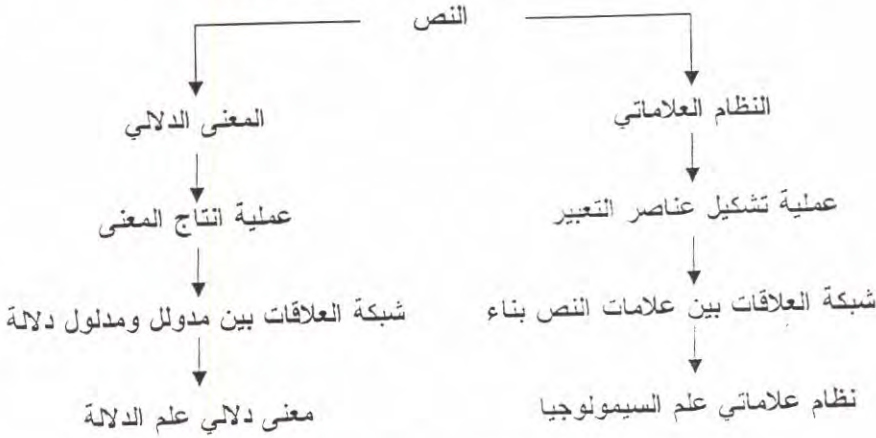 النص
النظام العلاماتي
المعنى الدلالي
عملية تشكيل عناصر التعبير
عملية انتاج المعنى
شبكة العلاقات بين علامات النص بناء
شبكة العلاقات بين مدولل ومدلول دلالة
نظام علاماتي علم السيمولوجيا
معنى دلالي علم الدلالة